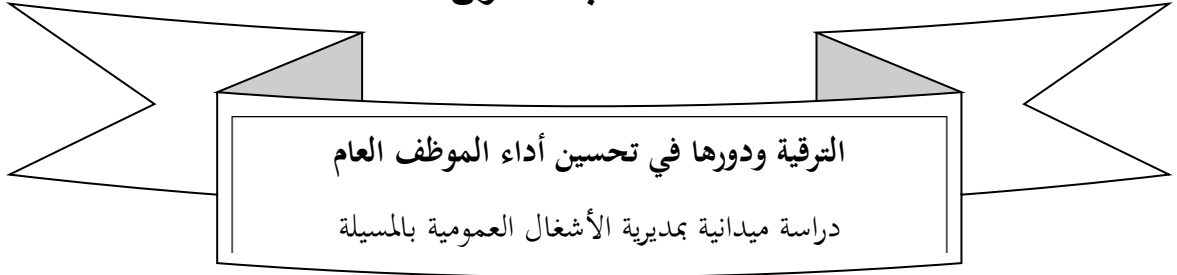 الترقية ودورها في تحسين أداء الموظف العام
دراسة ميدانية بمديرية الأشغال العمومية بالمسيلة